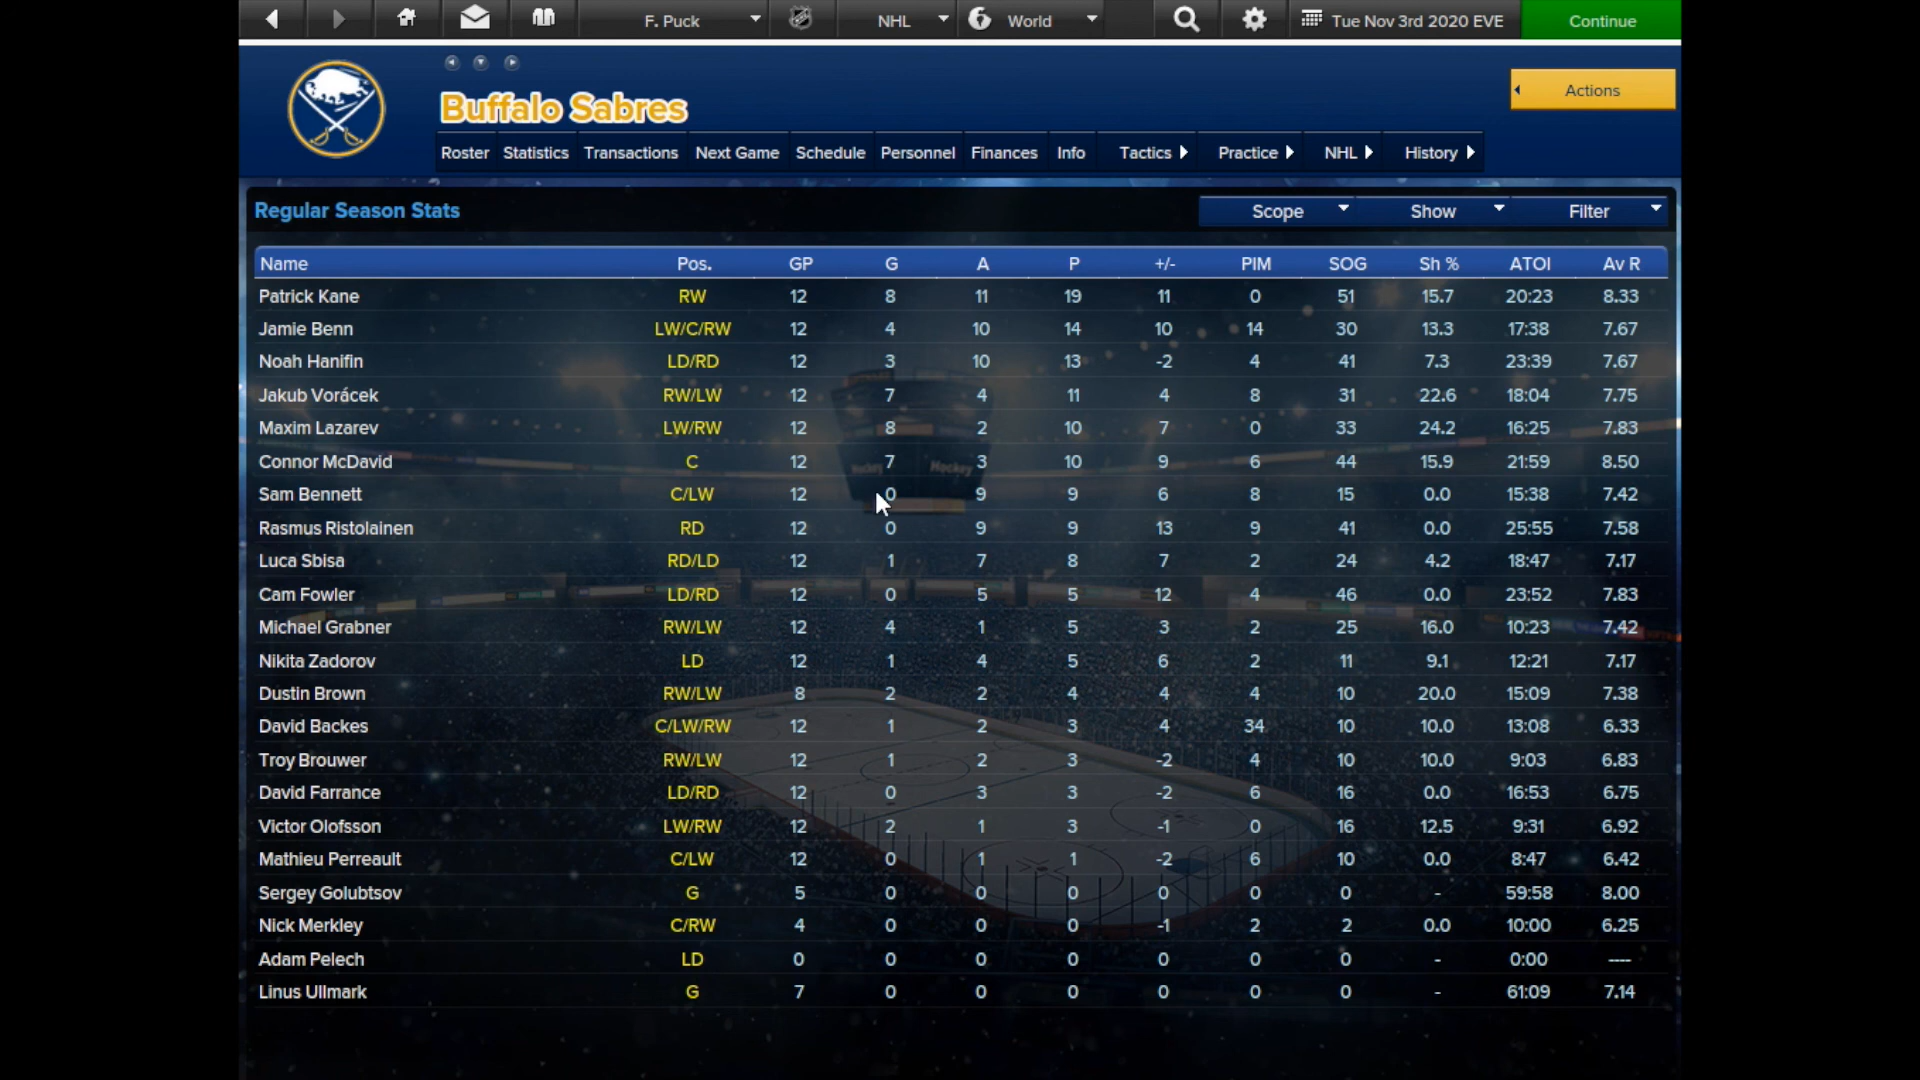 F. Puck NHL World Tue Nov 3rd 2020 EVE Continue
Buffalo Sabres
Actions
Roster Statistics Transactions Next Game Schedule Personnel Finances Info Tactics Practice NHL History
Regular Season Stats Scope Show Filter
Name Pos. GP G A P +/- PIM SOG Sh % ATOI Av R
Patrick Kane RW 12 8 11 19 11 0 51 15.7 20:23 8.33
Jamie Benn LW/C/RW 12 4 10 14 10 14 30 13.3 17:38 7.67
Noah Hanifin LD/RD 12 3 10 13 -2 4 41 7.3 23:39 7.67
Jakub Vorácek RW/LW 12 7 4 11 4 8 31 22.6 18:04 7.75
Maxim Lazarev LW/RW 12 8 2 10 7 0 33 24.2 16:25 7.83
Connor McDavid C 12 7 3 10 9 6 44 15.9 21:59 8.50
Sam Bennett C/LW 12 0 9 9 6 8 15 0.0 15:38 7.42
Rasmus Ristolainen RD 12 0 9 9 13 9 41 0.0 25:55 7.58
Luca Sbisa RD/LD 12 1 7 8 7 2 24 4.2 18:47 7.17
Cam Fowler LD/RD 12 0 5 5 12 4 46 0.0 23:52 7.83
Michael Grabner RW/LW 12 4 1 5 3 2 25 16.0 10:23 7.42
Nikita Zadorov LD 12 1 4 5 6 2 11 9.1 12:21 7.17
Dustin Brown RW/LW 8 2 2 4 4 4 10 20.0 15:09 7.38
David Backes C/LW/RW 12 1 2 3 4 34 10 10.0 13:08 6.33
Troy Brouwer RW/LW 12 1 2 3 -2 4 10 10.0 9:03 6.83
David Farrance LD/RD 12 0 3 3 -2 6 16 0.0 16:53 6.75
Victor Olofsson LW/RW 12 2 1 3 -1 0 16 12.5 9:31 6.92
Mathieu Perreault C/LW 12 0 1 1 -2 6 10 0.0 8:47 6.42
Sergey Golubtsov G 5 0 0 0 0 0 0 - 59:58 8.00
Nick Merkley C/RW 4 0 0 0 -1 2 2 0.0 10:00 6.25
Adam Pelech LD 0 0 0 0 0 0 0 - 0:00 ----
Linus Ullmark G 7 0 0 0 0 0 0 - 61:09 7.14